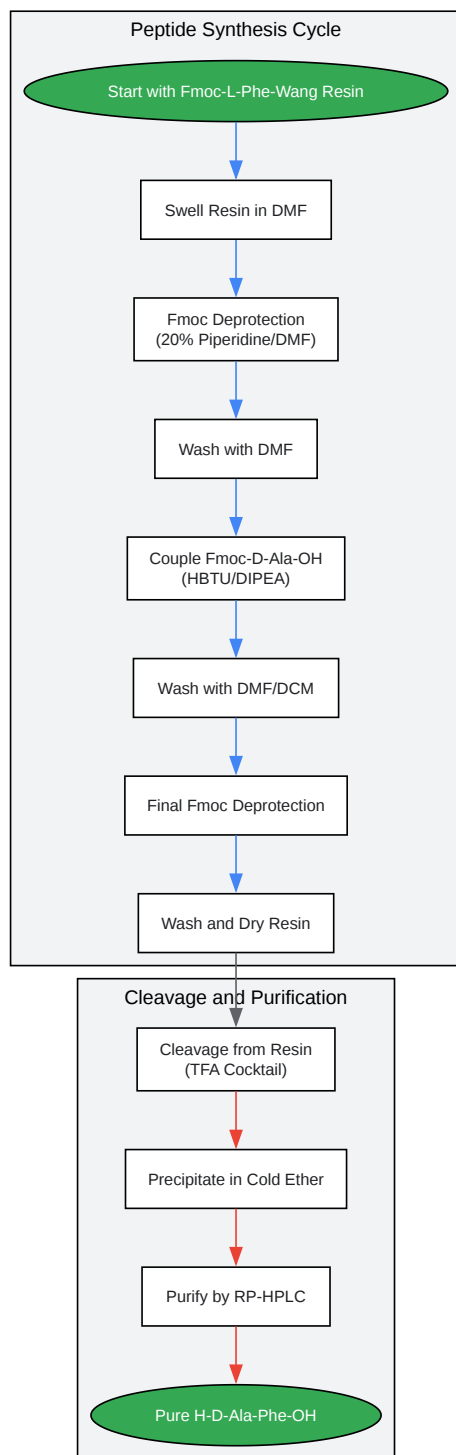 Peptide Synthesis Cycle
Start with Fmoc-L-Phe-Wang Resin
Swell Resin in DMF
Fmoc Deprotection
(20% Piperidine/DMF)
Wash with DMF
Couple Fmoc-D-Ala-OH
(HBTU/DIPEA)
Wash with DMF/DCM
Final Fmoc Deprotection
Wash and Dry Resin
Cleavage and Purification
Cleavage from Resin
(TFA Cocktail)
Precipitate in Cold Ether
Purify by RP-HPLC
Pure H-D-Ala-Phe-OH